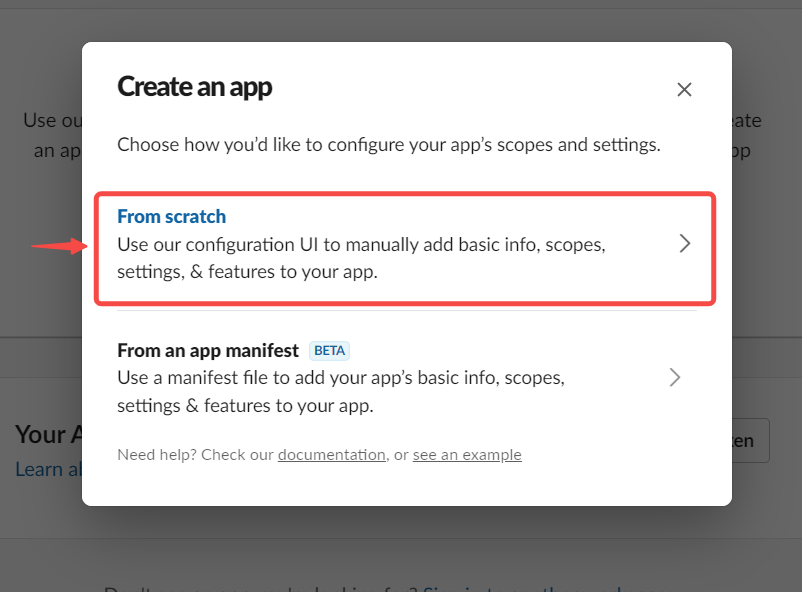 Create an app
Use ou
eate
Choose how you’d like to configure your app’s scopes and settings.
an ap
pp
From scratch
Use our configuration UI to manually add basic info, scopes,
settings, & features to your app.
From an app manifest BETA
Use a manifest file to add your app’s basic info, scopes,
settings & features to your app.
Your A
ken
Need help? Check our documentation, or see an example
Learn al